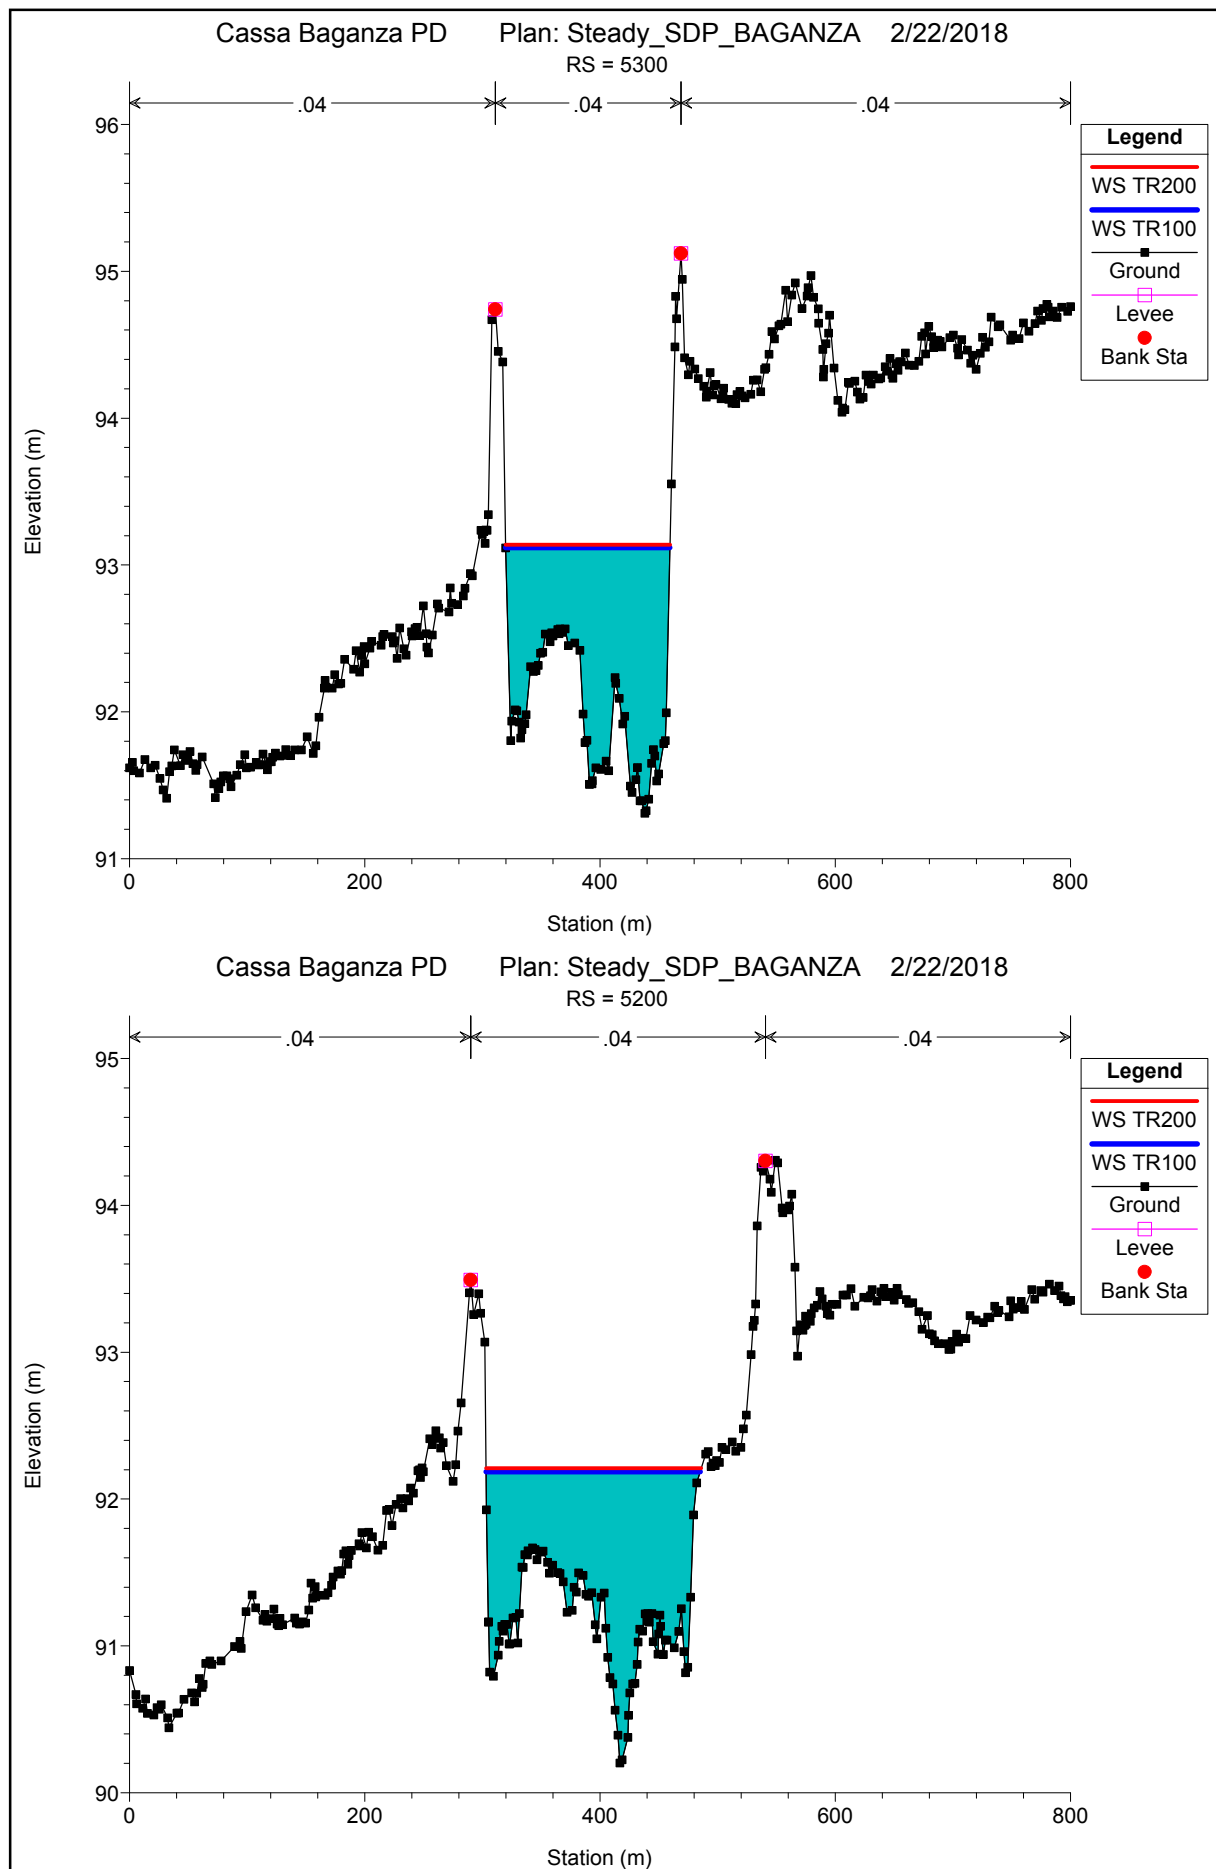 Cassa Baganza PD Plan: Steady_SDP_BAGANZA 2/22/2018
RS = 5300
.04 .04 .04
96
95
94
93
92
91
Elevation (m)
0 200 400 600 800
Station (m)
Legend
WS TR200
WS TR100
Ground
Levee
Bank Sta
Cassa Baganza PD Plan: Steady_SDP_BAGANZA 2/22/2018
RS = 5200
.04 .04 .04
95
94
93
92
91
90
Elevation (m)
0 200 400 600 800
Station (m)
Legend
WS TR200
WS TR100
Ground
Levee
Bank Sta